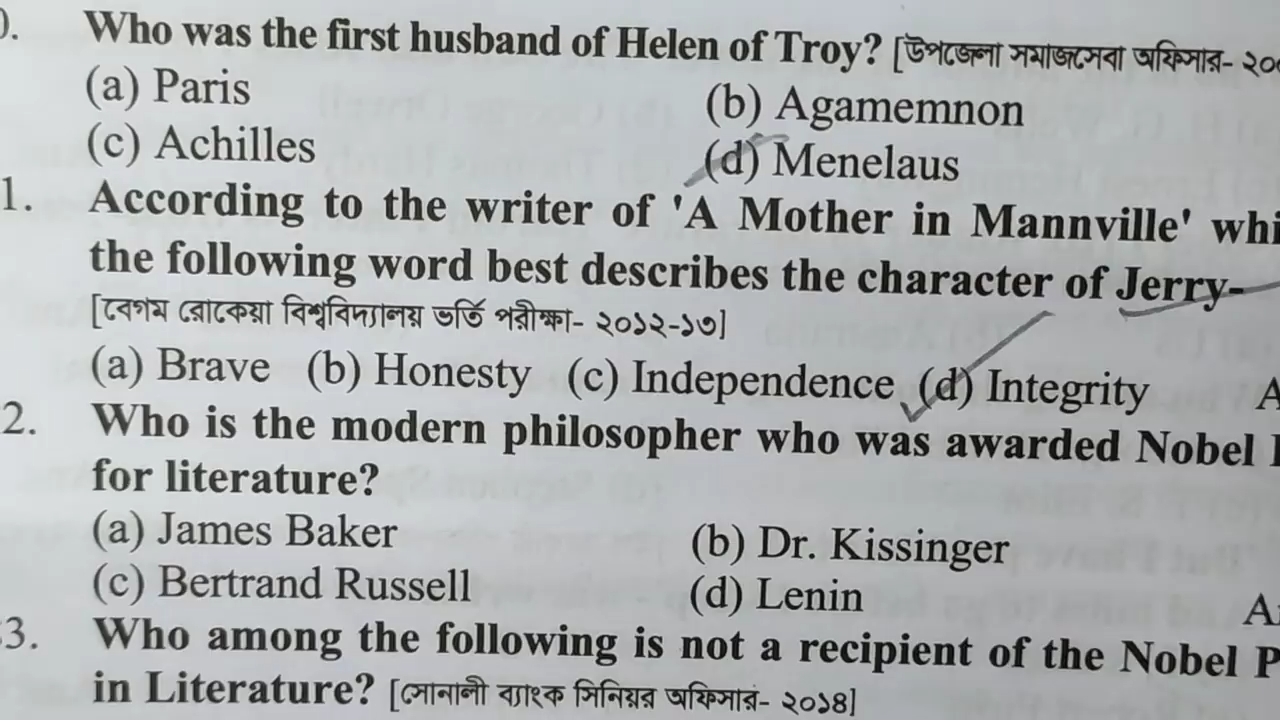 0. Who was the first husband of Helen of Troy? [উপজেলা সমাজসেবা অফিসার- ২০
(a) Paris (b) Agamemnon
(c) Achilles (d) Menelaus
1. According to the writer of 'A Mother in Mannville' whi
the following word best describes the character of Jerry-
[বেগম রোকেয়া বিশ্ববিদ্যালয় ভর্তি পরীক্ষা- ২০১২-১৩]
(a) Brave (b) Honesty (c) Independence (d) Integrity A
2. Who is the modern philosopher who was awarded Nobel
for literature?
(a) James Baker (b) Dr. Kissinger
(c) Bertrand Russell (d) Lenin A
3. Who among the following is not a recipient of the Nobel P
in Literature? [সোনালী ব্যাংক সিনিয়র অফিসার- ২০১৪]